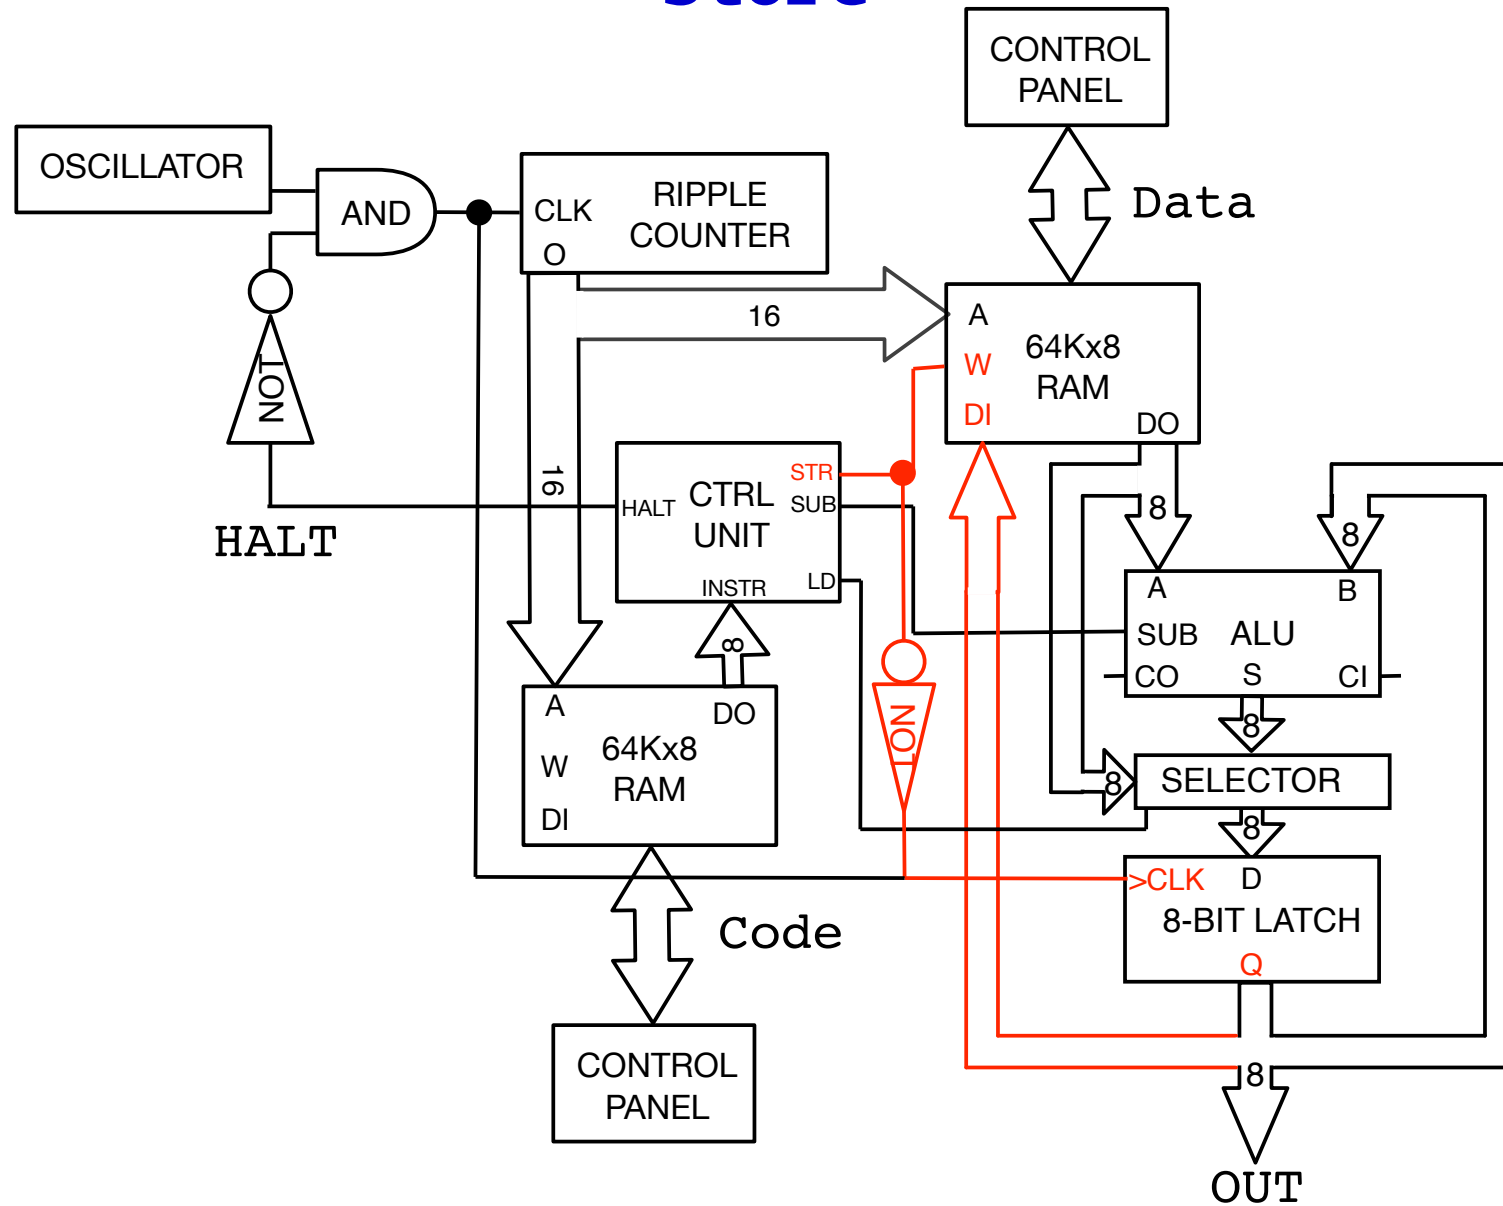 CONTROL
PANEL
OSCILLATOR
AND
CLK
RIPPLE
COUNTER
O
Data
NOT
16
A
64Kx8
RAM
W
DI
DO
16
HALT
CTRL
UNIT
STR
SUB
INSTR
LD
HALT
8
8
8
A
B
SUB
ALU
CO
S
CI
A
DO
64Kx8
RAM
W
DI
NOT
8
8
SELECTOR
8
>CLK
D
8-BIT LATCH
Q
Code
CONTROL
PANEL
8
OUT